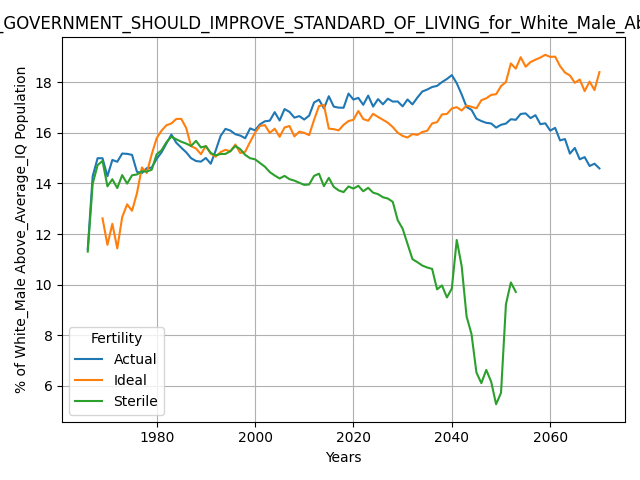 _GOVERNMENT_SHOULD_IMPROVE_STANDARD_OF_LIVING_for_White_Male_Ab
% of White_Male Above_Average_IQ Population
18
16
14
12
10
8
6
Fertility
Actual
Ideal
Sterile
1980
2000
2020
2040
2060
Years